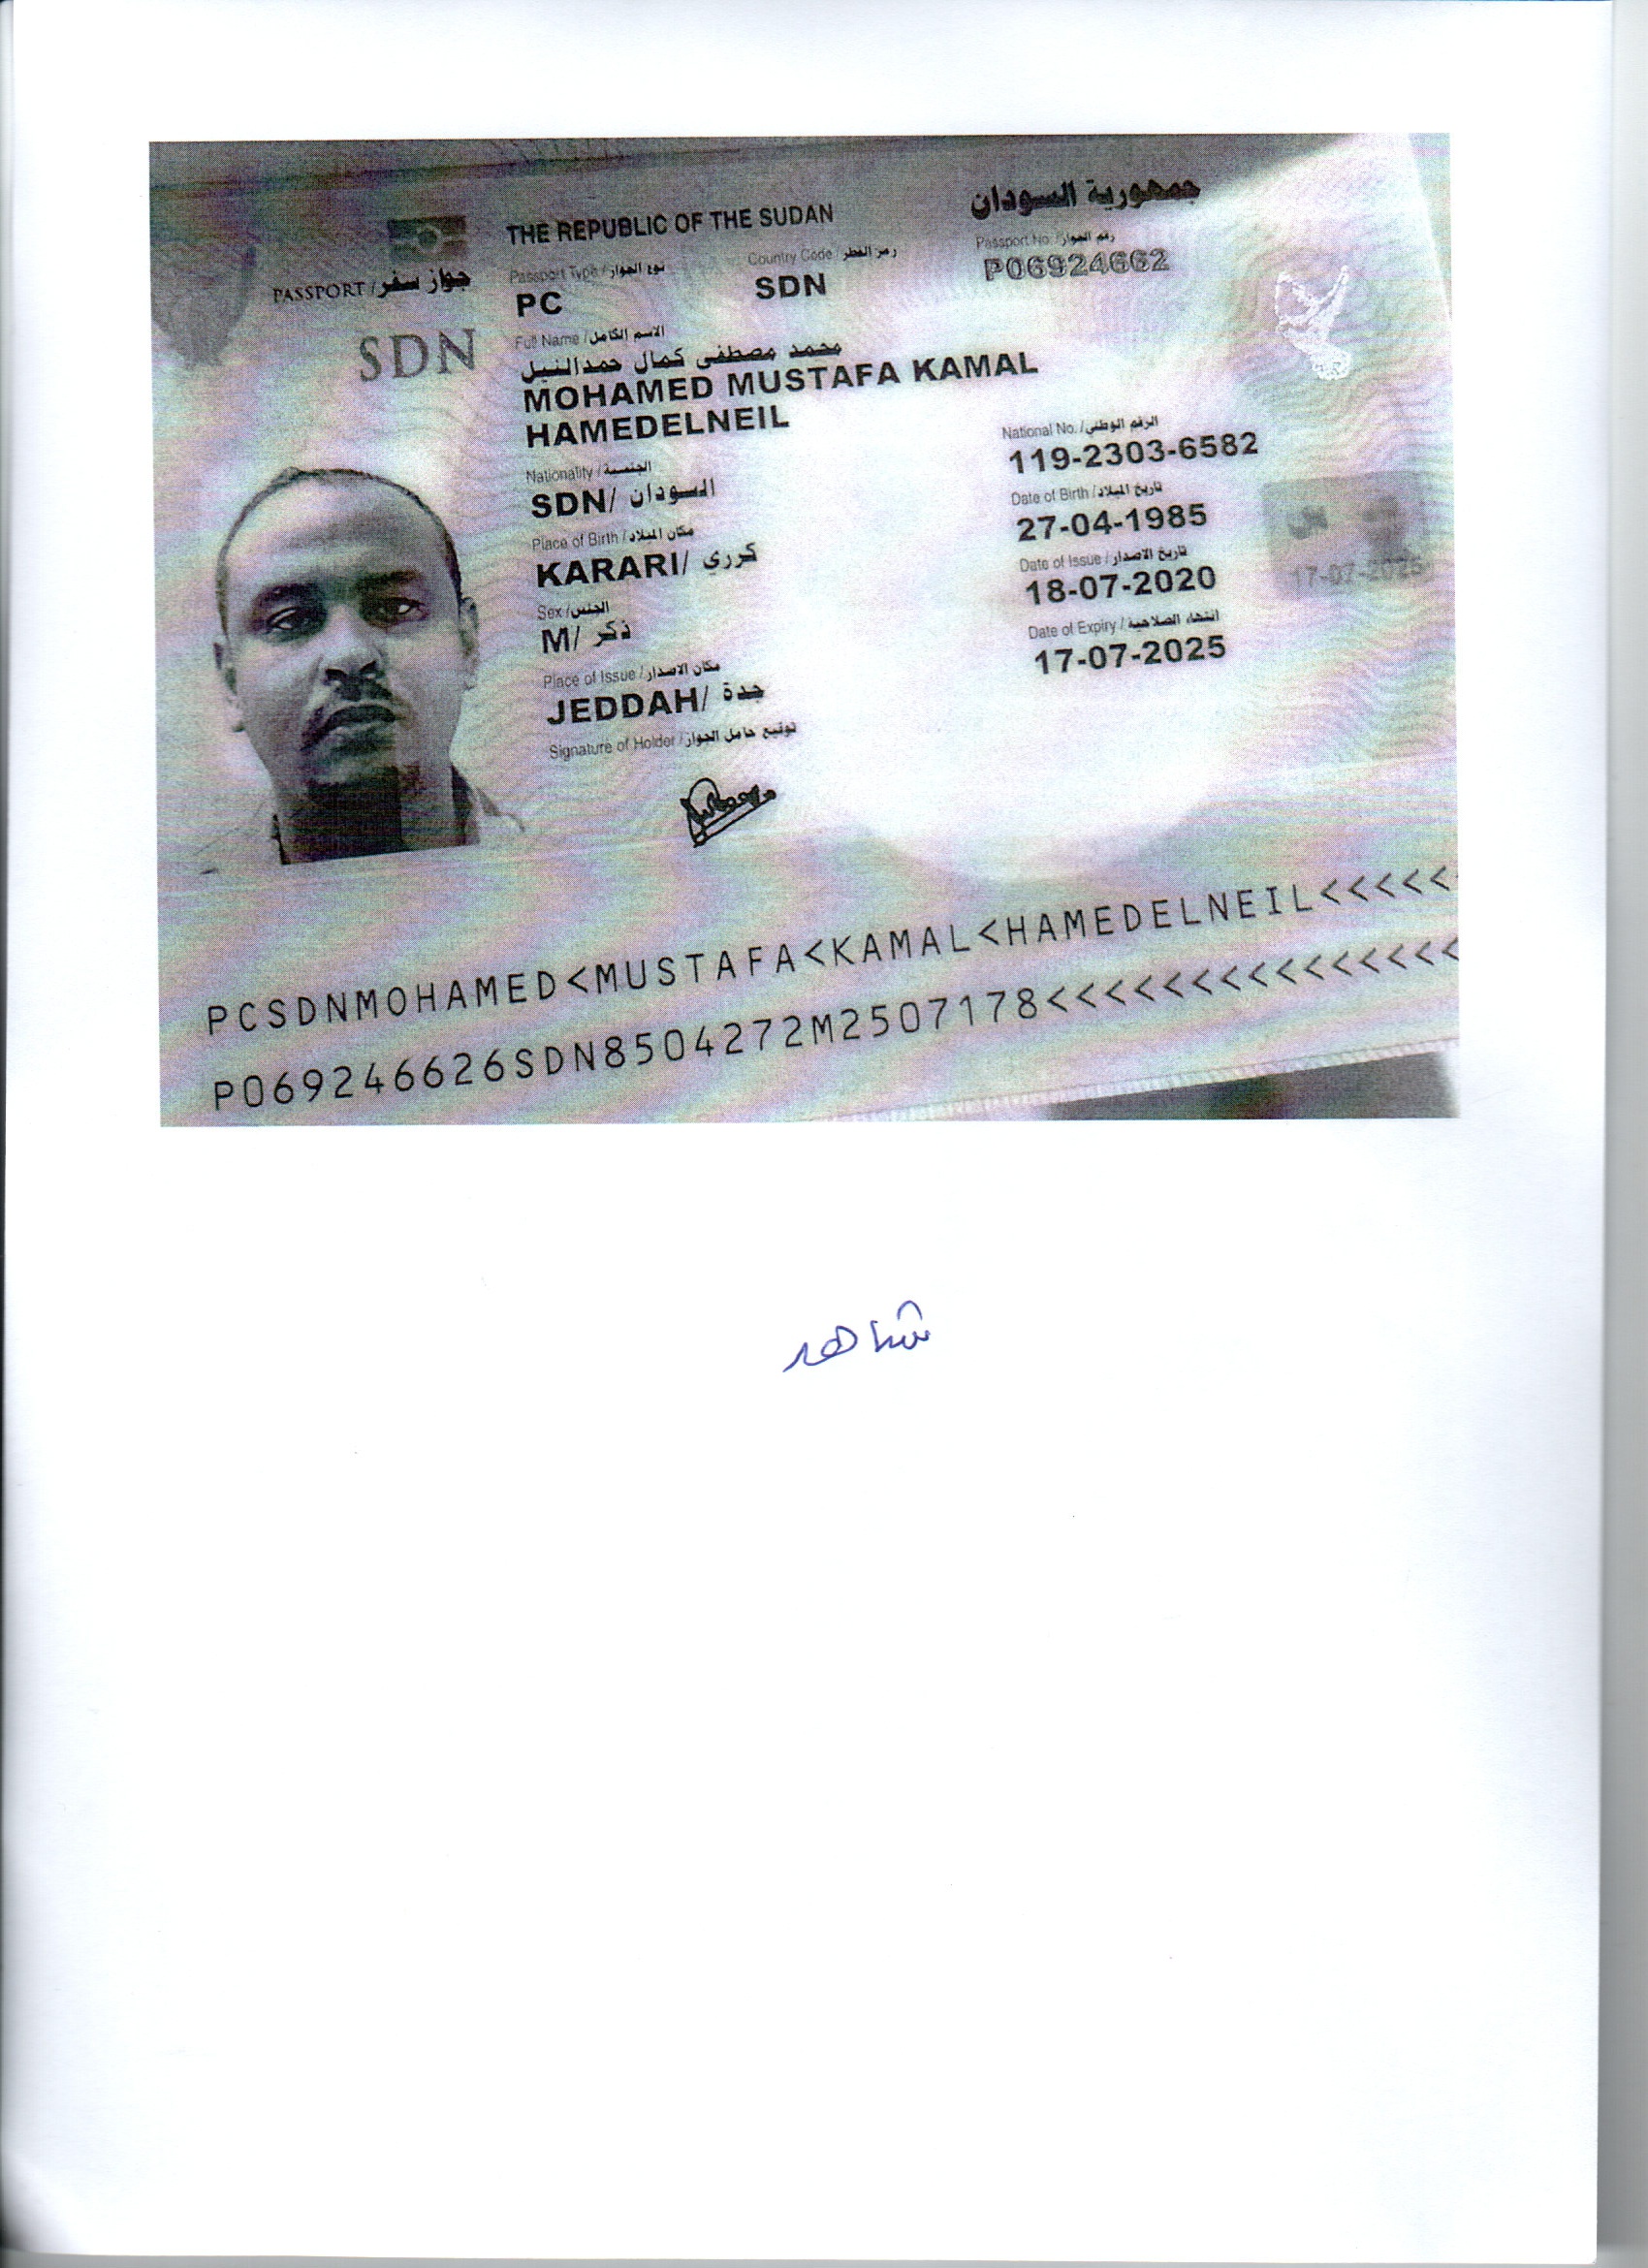 THE REPUBLIC OF THE SUDAN
جمهورية السودان
PASSPORT / جواز سفر
Passport Type / نوع الجواز
PC
Country Code / رمز القطر
SDN
Passport No. / رقم الجواز
P06924662
SDN
Full Name / الاسم الكامل
محمد مصطفى كمال حمدالنيل
MOHAMED MUSTAFA KAMAL
HAMEDELNEIL
National No. / الرقم الوطني
119-2303-6582
Nationality / الجنسية
SDN/ السودان
Date of Birth / تاريخ الميلاد
27-04-1985
Place of Birth / مكان الميلاد
KARARI/ كرري
Date of Issue / تاريخ الاصدار
18-07-2020
17-07-2025
Sex / الجنس
M/ ذكر
Date of Expiry / انتهاء الصلاحية
17-07-2025
Place of Issue / مكان الاصدار
JEDDAH/ جدة
Signature of Holder / توقيع حامل الجواز
PCSDNMOHAMED<MUSTAFA<KAMAL<HAMEDELNEIL<<<<<<
P069246626SDN8504272M2507178<<<<<<<<<<<<<<<
شاهد